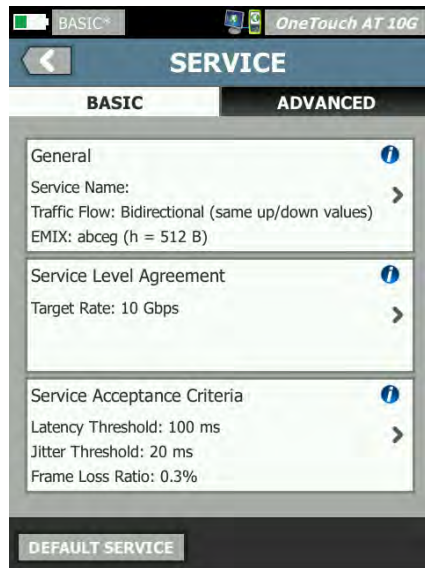 BASIC*
OneTouch AT 10G
SERVICE
BASIC
ADVANCED
General
Service Name:
Traffic Flow: Bidirectional (same up/down values)
EMIX: abceg (h = 512 B)
Service Level Agreement
Target Rate: 10 Gbps
Service Acceptance Criteria
Latency Threshold: 100 ms
Jitter Threshold: 20 ms
Frame Loss Ratio: 0.3%
DEFAULT SERVICE